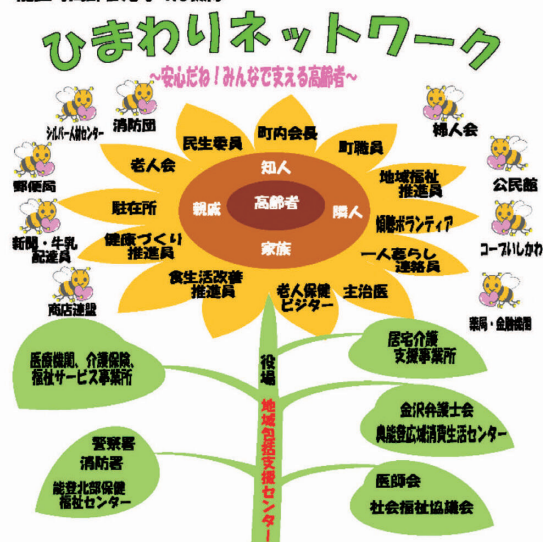 ひまわりネットワーク
～安心だね！みんなで支える高齢者～
シルバー人材センター
消防団
郵便局
新聞・牛乳
配達員
商店連盟
婦人会
公民館
コープいしかわ
薬局・金融機関
町内会長
民生委員
町職員
老人会
地域福祉
推進員
駐在所
傾聴ボランティア
健康づくり
推進員
一人暮らし
連絡員
食生活改善
推進員
老人保健
ビジター
主治医
知人
親戚
高齢者
隣人
家族
役場
地域包括支援センター
医療機関、介護保険、
福祉サービス事業所
居宅介護
支援事業所
警察署
消防署
能登北部保健
福祉センター
金沢弁護士会
奥能登広域消費生活センター
医師会
社会福祉協議会